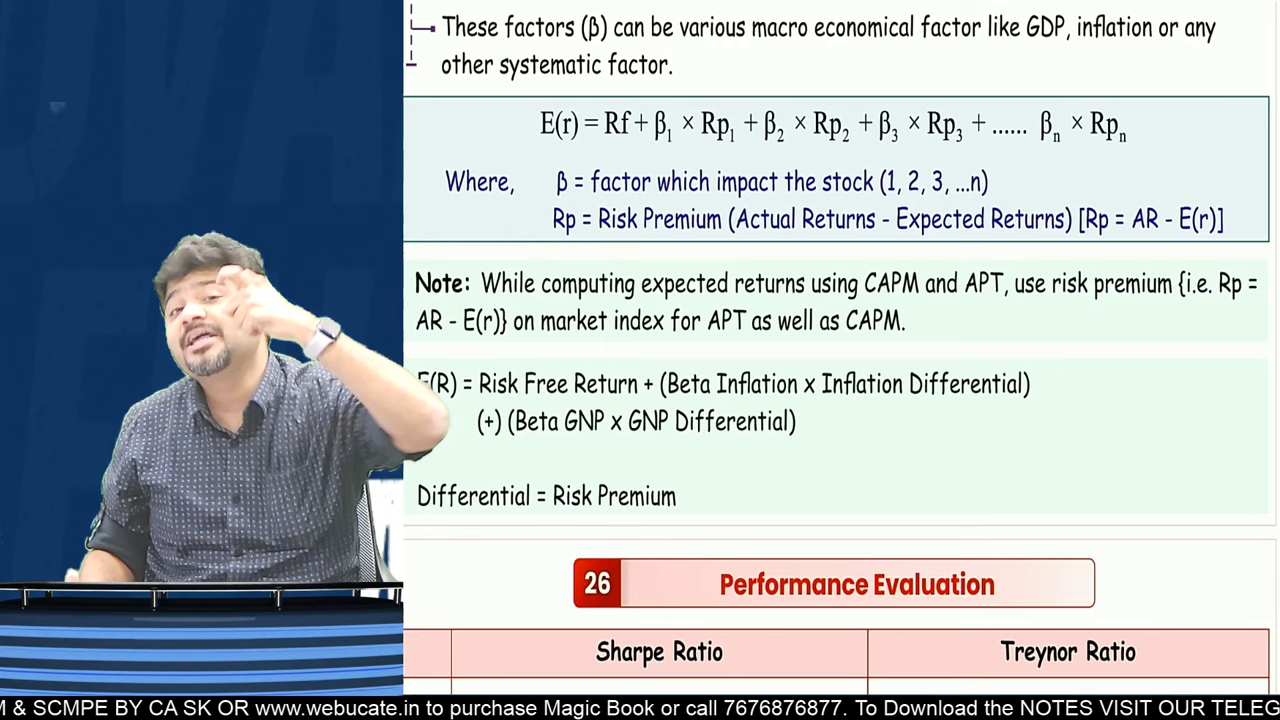 These factors (β) can be various macro economical factor like GDP, inflation or any
other systematic factor.
E(r) = Rf + β₁ × Rp₁ + β₂ × Rp₂ + β₃ × Rp₃ + ...... βₙ × Rpₙ
Where, β = factor which impact the stock (1, 2, 3, ...n)
Rp = Risk Premium (Actual Returns - Expected Returns) [Rp = AR - E(r)]
Note: While computing expected returns using CAPM and APT, use risk premium {i.e. Rp =
AR - E(r)} on market index for APT as well as CAPM.
E(R) = Risk Free Return + (Beta Inflation x Inflation Differential)
(+) (Beta GNP x GNP Differential)
Differential = Risk Premium
26 Performance Evaluation
Sharpe Ratio Treynor Ratio
M & SCMPE BY CA SK OR www.webucate.in to purchase Magic Book or call 7676876877. To Download the NOTES VISIT OUR TELEG